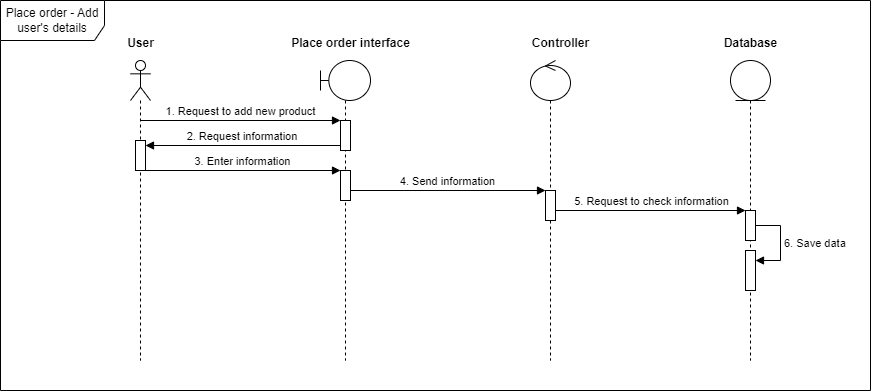 Place order - Add
user's details
User
Place order interface
Controller
Database
1. Request to add new product
2. Request information
3. Enter information
4. Send information
5. Request to check information
6. Save data